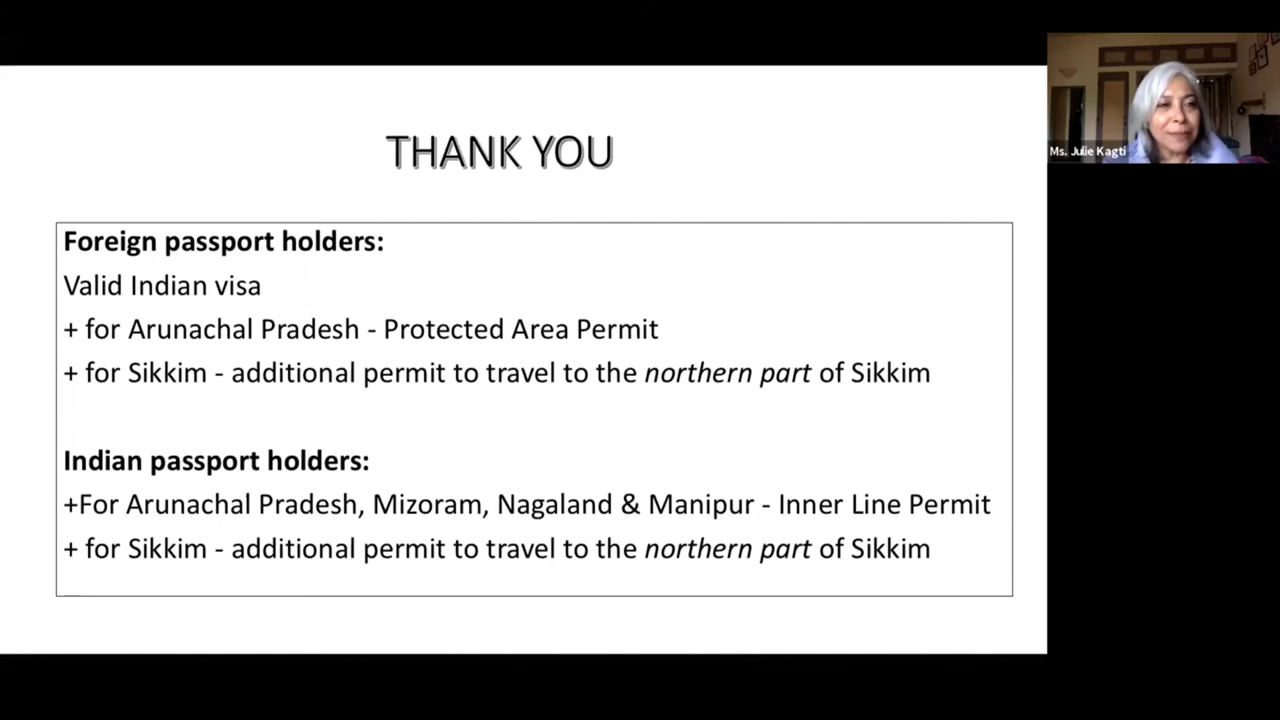 THANK YOU
Foreign passport holders:
Valid Indian visa
+ for Arunachal Pradesh - Protected Area Permit
+ for Sikkim - additional permit to travel to the northern part of Sikkim
Indian passport holders:
+For Arunachal Pradesh, Mizoram, Nagaland & Manipur - Inner Line Permit
+ for Sikkim - additional permit to travel to the northern part of Sikkim
Ms. Julie Kagti